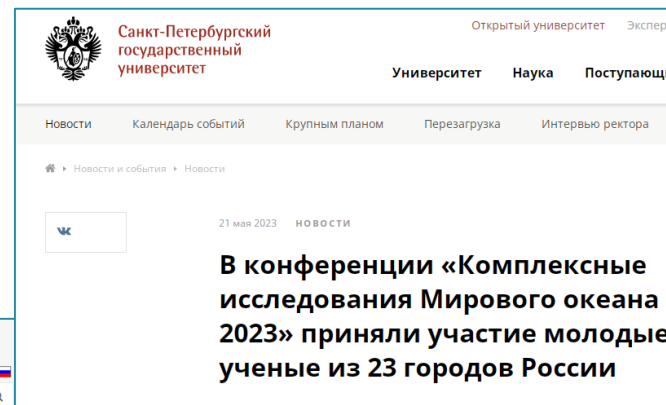 Санкт-Петербургский
государственный
университет
Открытый университет
Университет Наука
Новости Календарь событий Крупным планом Перезагрузка Интервью ректора
Новости и события Новости
21 мая 2023 НОВОСТИ
В конференции «Комплексные
исследования Мирового океана
2023» приняли участие молодые
ученые из 23 городов России